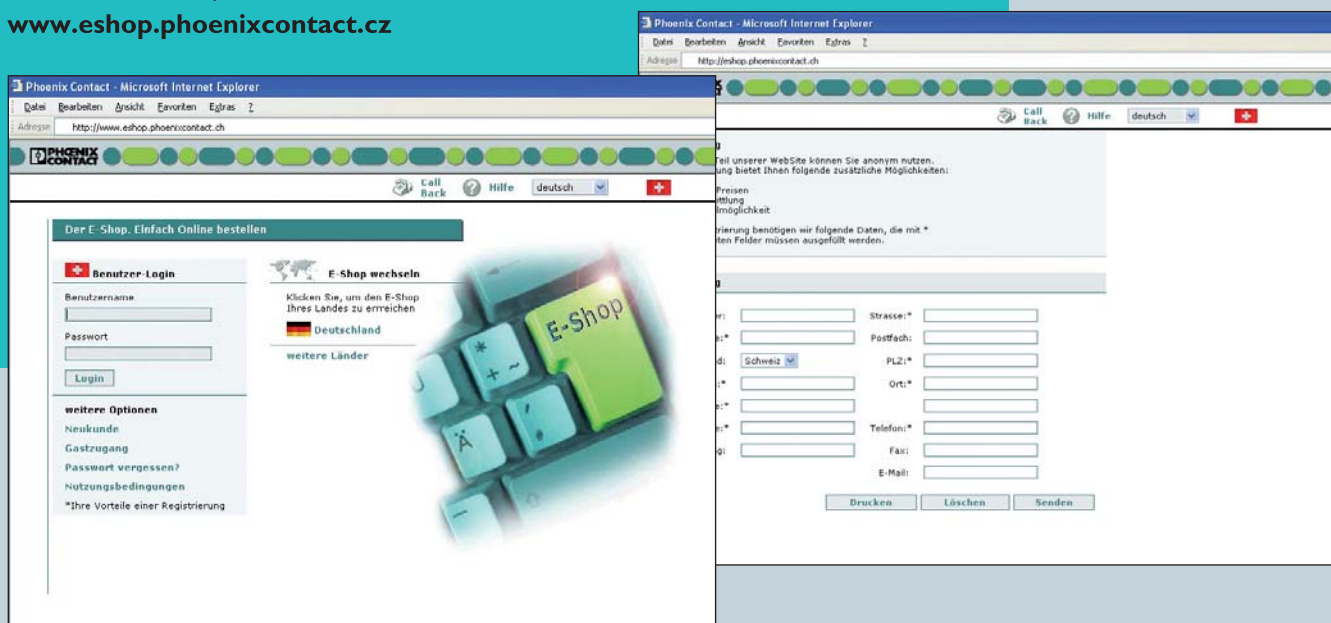 www.eshop.phoenixcontact.cz
Phoenix Contact - Microsoft Internet Explorer
Datei Bearbeiten Ansicht Favoriten Extras ?
Adresse http://www.eshop.phoenixcontact.ch
PHŒNIX
CONTACT
Call
Back
Hilfe
deutsch
Der E-Shop. Einfach Online bestellen
Benutzer-Login
Benutzername
Passwort
Login
weitere Optionen
Neukunde
Gastzugang
Passwort vergessen?
Nutzungsbedingungen
*Ihre Vorteile einer Registrierung
E-Shop wechseln
Klicken Sie, um den E-Shop
Ihres Landes zu errreichen
Deutschland
weitere Länder
E-Shop
*
+ ~
Ä
Phoenix Contact - Microsoft Internet Explorer
Datei Bearbeiten Ansicht Favoriten Extras ?
Adresse http://eshop.phoenixcontact.ch
Call
Back
Hilfe
deutsch
Teil unserer WebSite können Sie anonym nutzen.
ung bietet Ihnen folgende zusätzliche Möglichkeiten:
Preisen
ittlung
lmöglichkeit
trierung benötigen wir folgende Daten, die mit *
ten Felder müssen ausgefüllt werden.
Strasse:*
Postfach:
Schweiz
PLZ:*
Ort:*
Telefon:*
Fax:
E-Mail:
Drucken Löschen Senden